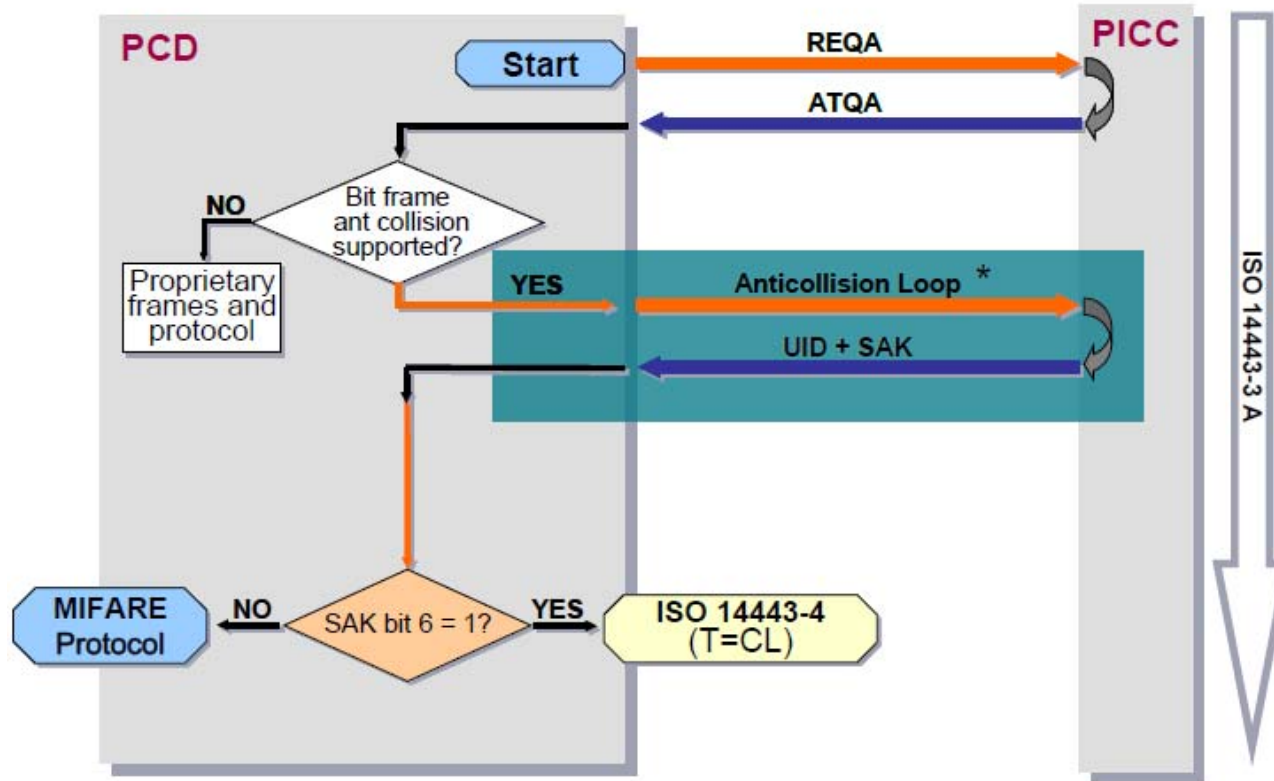 PCD
PICC
Start
REQA
ATQA
Bit frame
ant collision
supported?
NO
Proprietary
frames and
protocol
YES
Anticollision Loop *
UID + SAK
ISO 14443-3 A
SAK bit 6 = 1?
NO
MIFARE
Protocol
YES
ISO 14443-4
(T=CL)